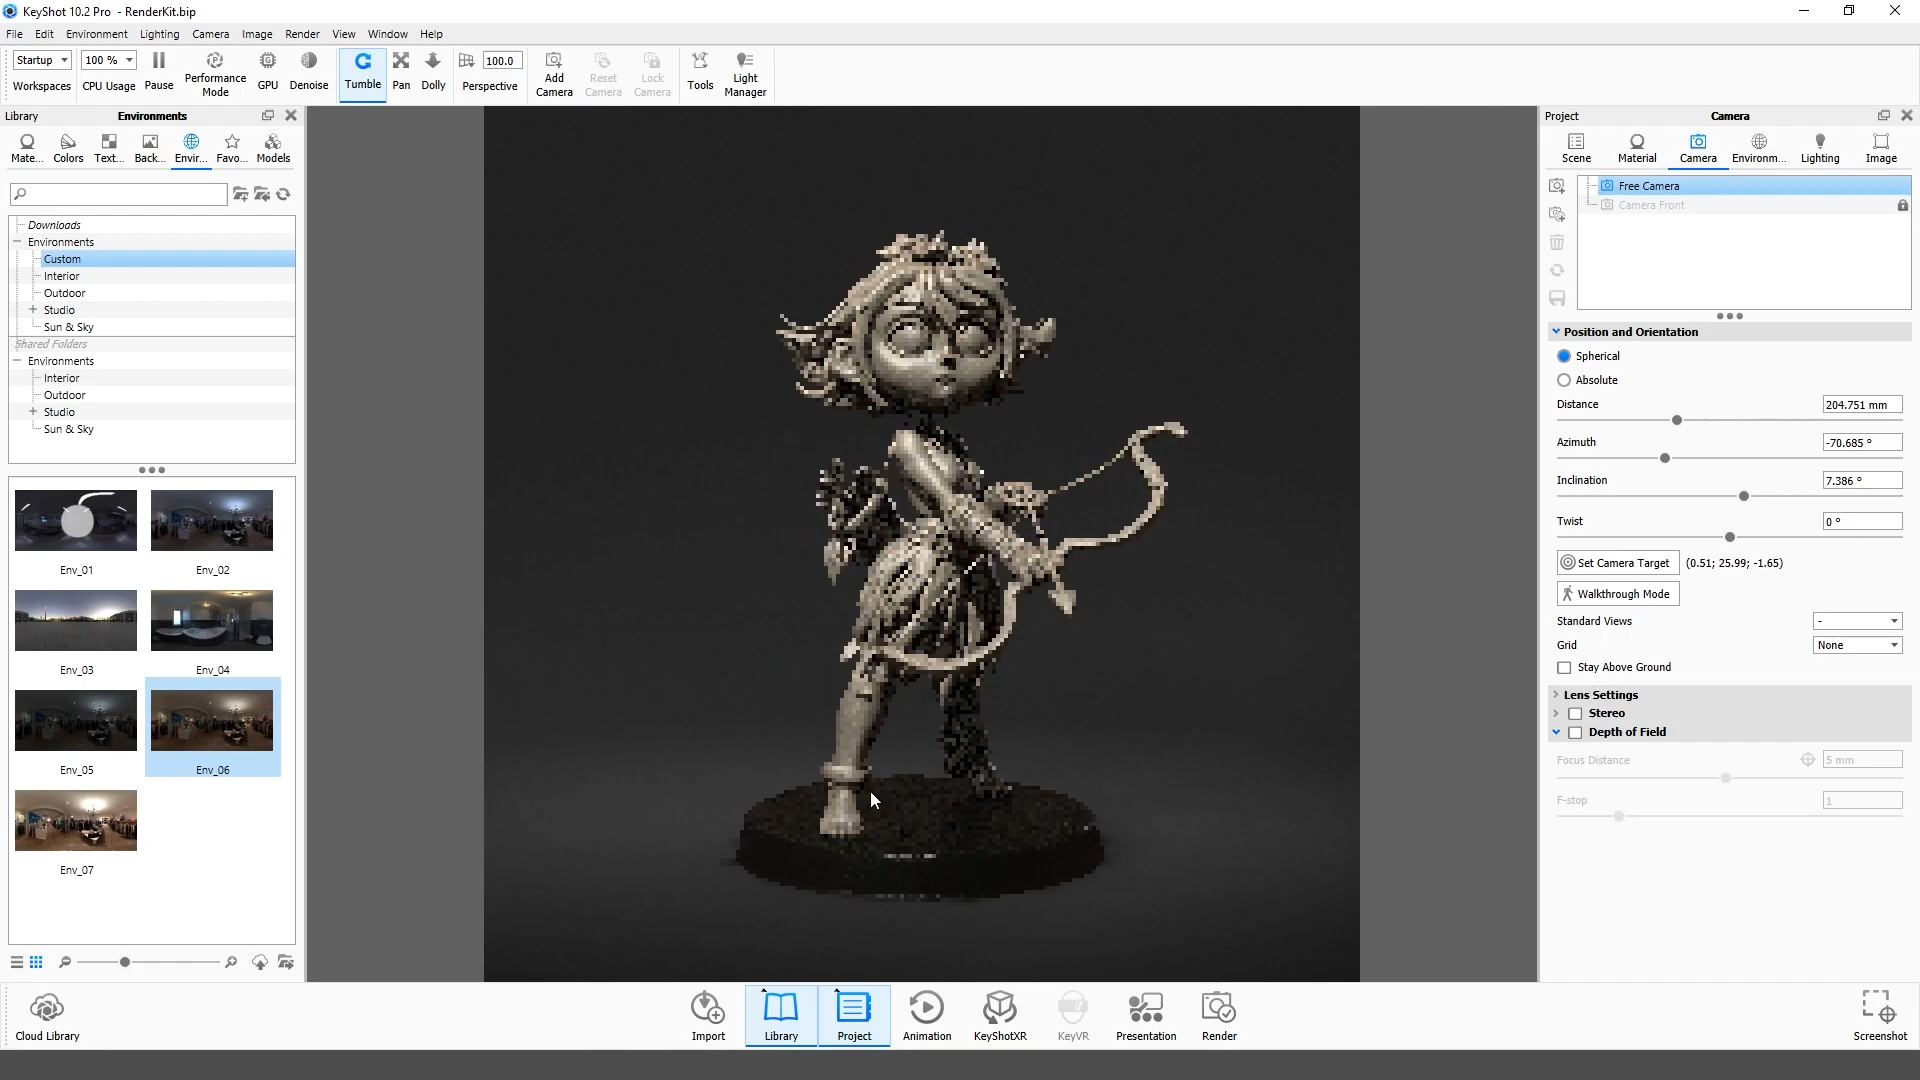 KeyShot 10.2 Pro - RenderKit.bip
File Edit Environment Lighting Camera Image Render View Window Help
Startup 100 % 100.0
Workspaces CPU Usage Pause Performance Mode GPU Denoise Tumble Pan Dolly Perspective Add Camera Reset Camera Lock Camera Tools Light Manager
Library Environments
Mate... Colors Text... Back... Envir... Favo... Models
Downloads
Environments
Custom
Interior
Outdoor
Studio
Sun & Sky
Shared Folders
Environments
Interior
Outdoor
Studio
Sun & Sky
Env_01 Env_02
Env_03 Env_04
Env_05 Env_06
Env_07
Project Camera
Scene Material Camera Environm... Lighting Image
Free Camera
Camera Front
Position and Orientation
Spherical
Absolute
Distance 204.751 mm
Azimuth -70.685 °
Inclination 7.386 °
Twist 0 °
Set Camera Target (0.51; 25.99; -1.65)
Walkthrough Mode
Standard Views -
Grid None
Stay Above Ground
Lens Settings
Stereo
Depth of Field
Focus Distance 5 mm
F-stop 1
Cloud Library Import Library Project Animation KeyShotXR KeyVR Presentation Render Screenshot